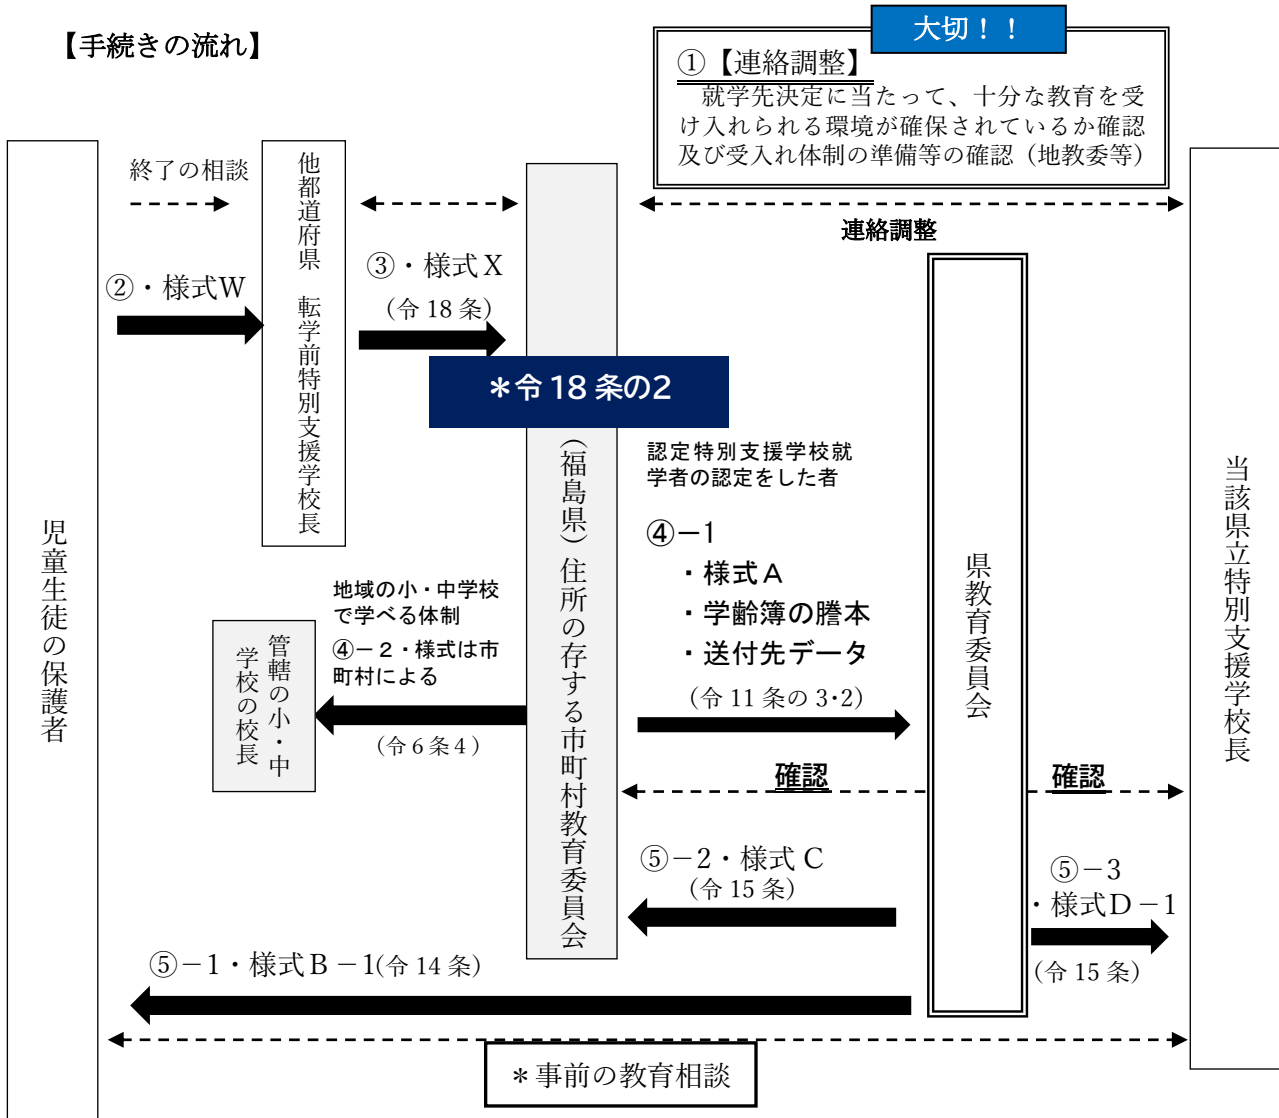 【手続きの流れ】
大切！！
①【連絡調整】
就学先決定に当たって、十分な教育を受
け入れられる環境が確保されているか確認
及び受入れ体制の準備等の確認（地教委等）
終了の相談
連絡調整
児童生徒の保護者
他都道府県　転学前特別支援学校長
②・様式W
③・様式X
(令 18 条)
＊令 18 条の2
（福島県）住所の存する市町村教育委員会
認定特別支援学校就
学者の認定をした者
④－1
・様式A
・学齢簿の謄本
・送付先データ
(令 11 条の 3･2)
県教育委員会
当該県立特別支援学校長
地域の小・中学校
で学べる体制
④－２・様式は市
町村による
(令６条４)
管轄の小・中
学校の校長
確認
確認
⑤－2・様式 C
(令 15 条)
⑤－3
・様式D－1
(令 15 条)
⑤－1・様式B－1(令 14 条)
＊事前の教育相談